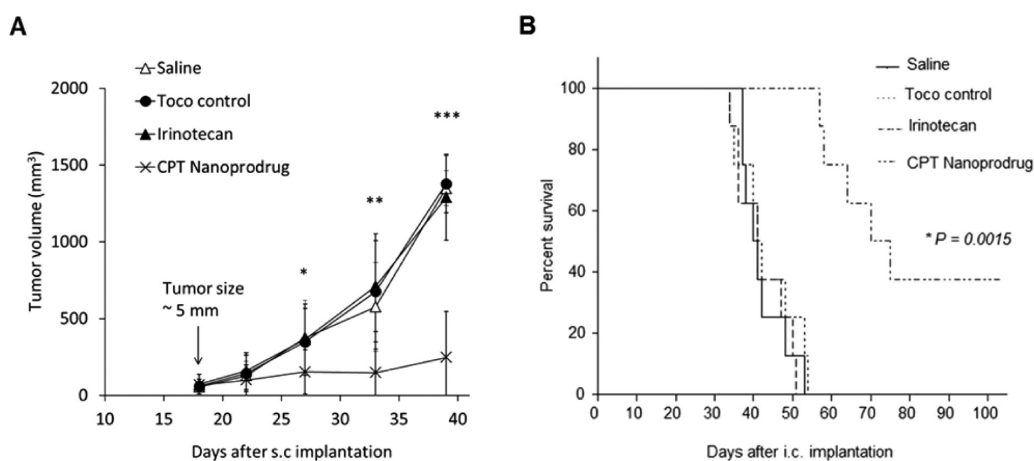 A
Saline
Toco control
Irinotecan
CPT Nanoprodrug
2000
1500
1000
500
0
Tumor volume (mm³)
Tumor size
~ 5 mm
*
**
***
10 15 20 25 30 35 40
Days after s.c implantation
B
Saline
Toco control
Irinotecan
CPT Nanoprodrug
100
80
60
40
20
0
Percent survival
* P = 0.0015
0 10 20 30 40 50 60 70 80 90 100
Days after i.c. implantation